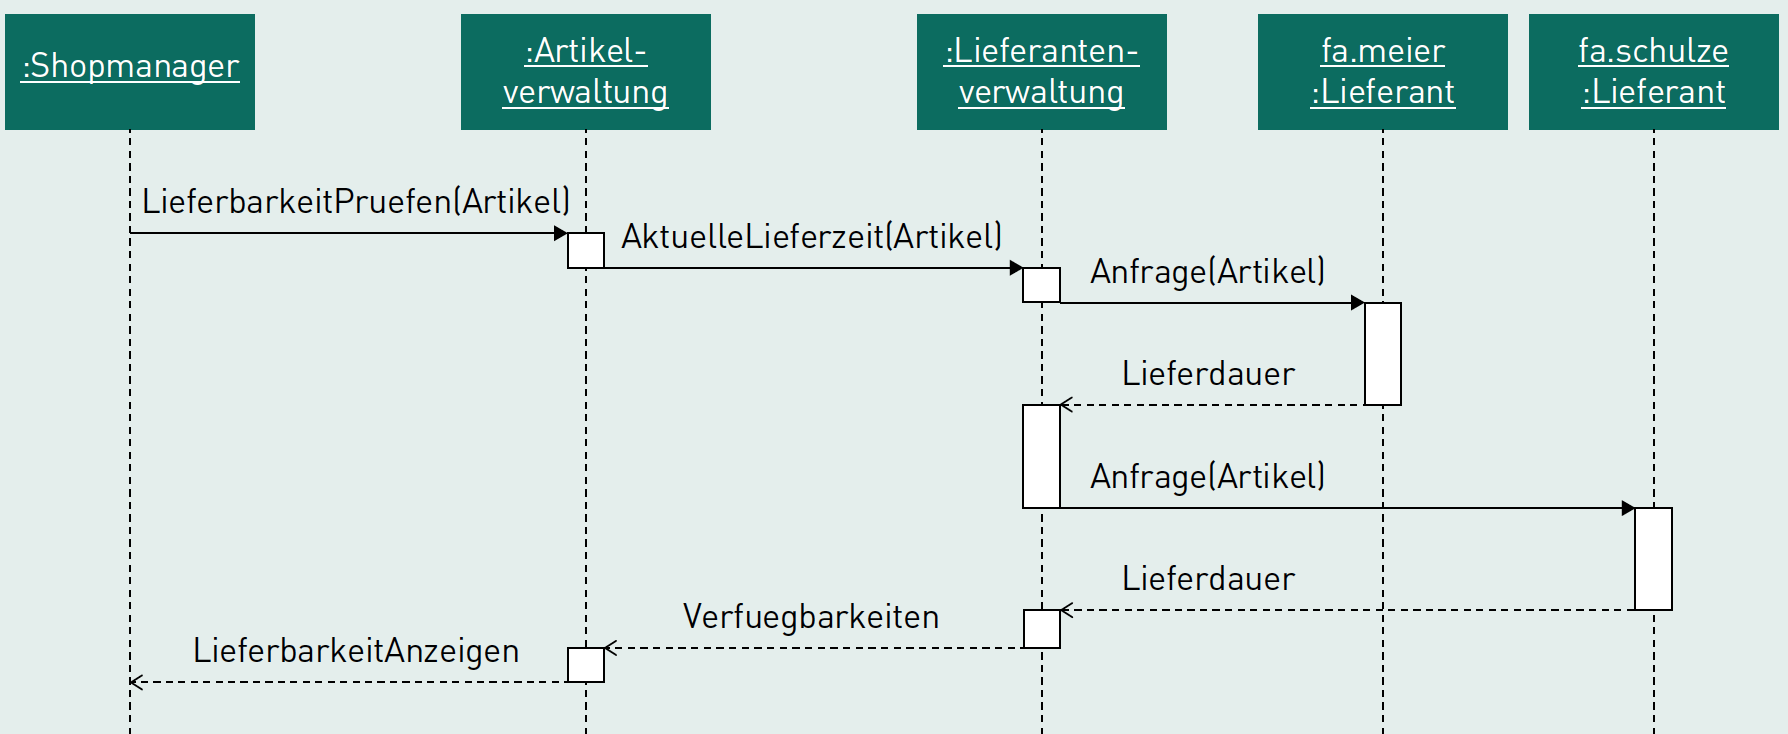 :Shopmanager
:Artikel-
verwaltung
:Lieferanten-
verwaltung
fa.meier
:Lieferant
fa.schulze
:Lieferant
LieferbarkeitPruefen(Artikel)
AktuelleLieferzeit(Artikel)
Anfrage(Artikel)
Lieferdauer
Anfrage(Artikel)
Lieferdauer
Verfuegbarkeiten
LieferbarkeitAnzeigen